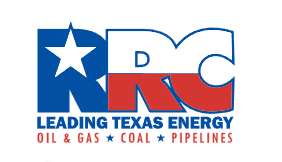 RRC
LEADING TEXAS ENERGY
OIL & GAS ★ COAL ★ PIPELINES